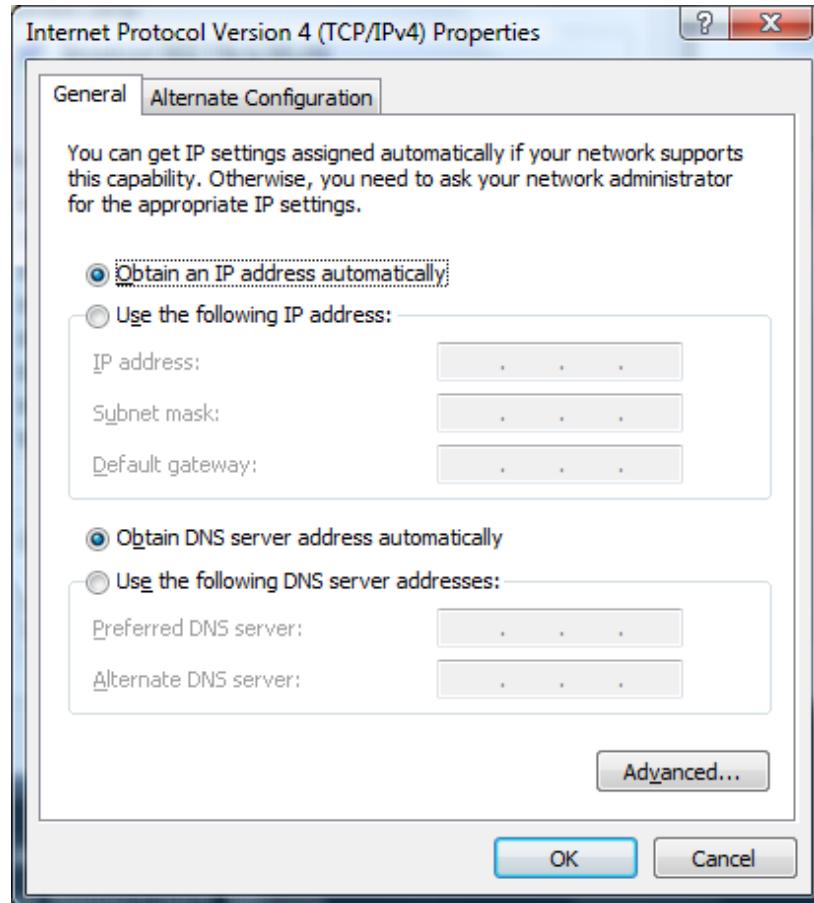 Internet Protocol Version 4 (TCP/IPv4) Properties
?
X
General
Alternate Configuration
You can get IP settings assigned automatically if your network supports
this capability. Otherwise, you need to ask your network administrator
for the appropriate IP settings.
Obtain an IP address automatically
Use the following IP address:
IP address: . . .
Subnet mask: . . .
Default gateway: . . .
Obtain DNS server address automatically
Use the following DNS server addresses:
Preferred DNS server: . . .
Alternate DNS server: . . .
Advanced...
OK
Cancel